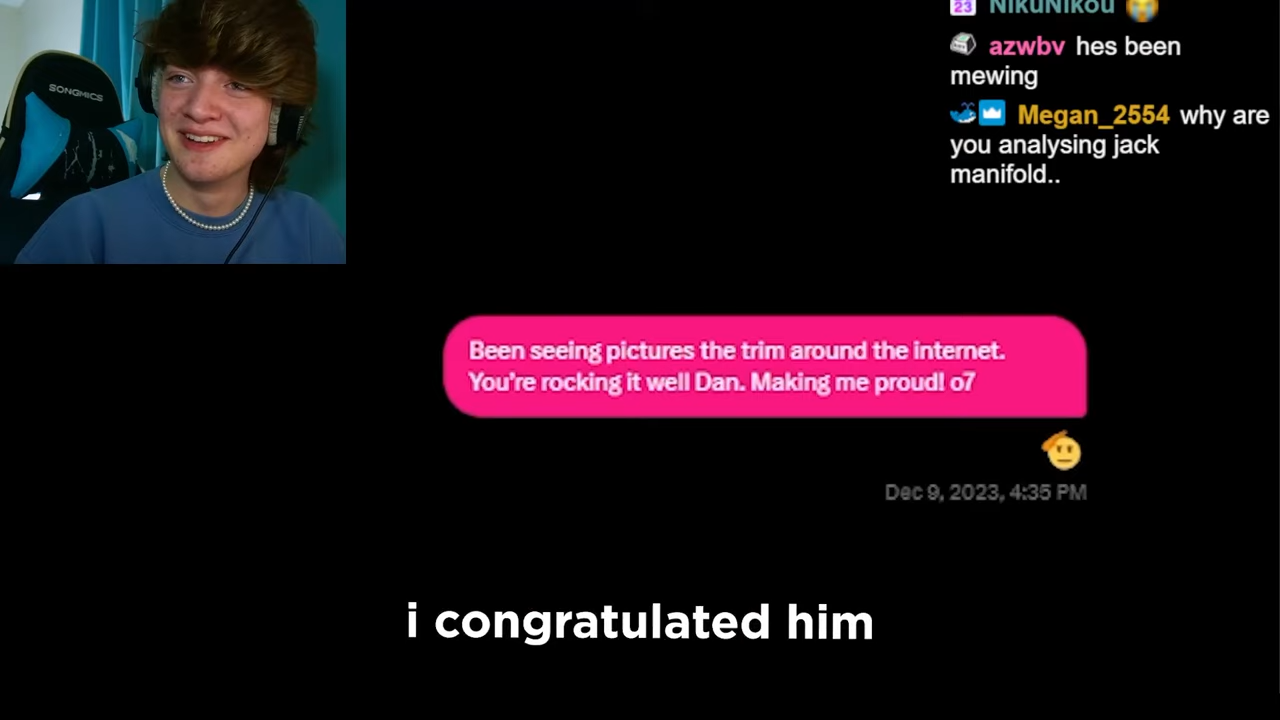 SONGMICS
23 NikuNikou 😭
azwbv hes been
mewing
Megan_2554 why are
you analysing jack
manifold..
Been seeing pictures the trim around the internet.
You're rocking it well Dan. Making me proud! o7
🫡
Dec 9, 2023, 4:35 PM
i congratulated him